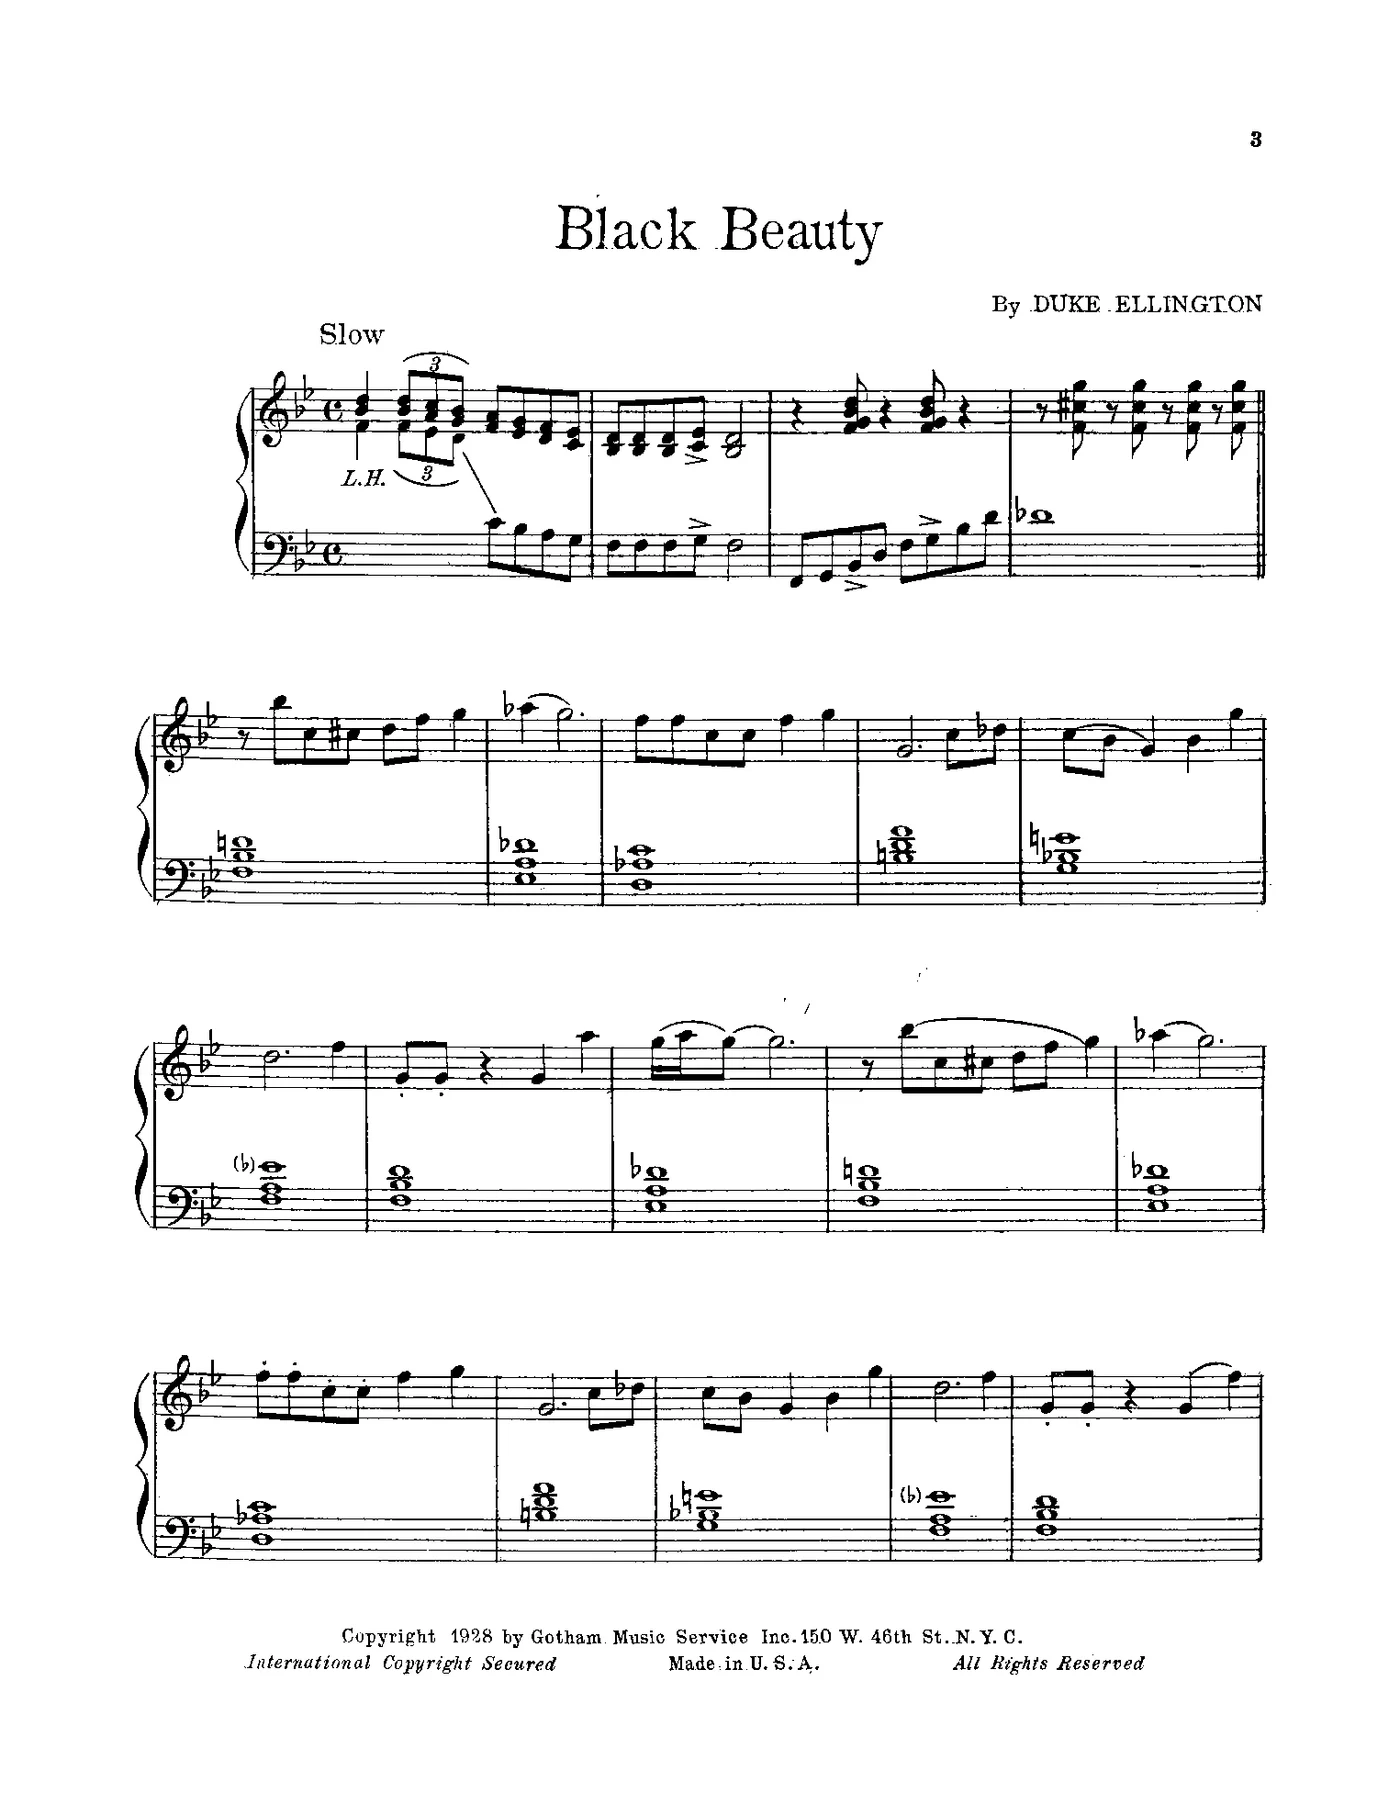 3
Black Beauty
By DUKE ELLINGTON
Slow
3
L.H.
3
Copyright 1928 by Gotham Music Service Inc. 150 W. 46th St. N. Y. C.
International Copyright Secured Made in U. S. A. All Rights Reserved